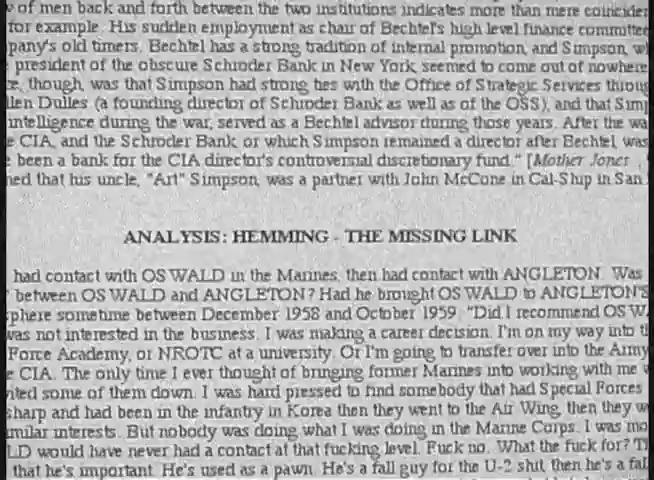 of men back and forth between the two institutions indicates more than mere
for example. His sudden employment as chair of Bechtel's high level finance committee
pany's old timers. Bechtel has a strong tradition of internal promotion, and Simpson,
president of the obscure Schroder Bank in New York, seemed to come out of nowhere
though, was that Simpson had strong ties with the Office of Strategic Services
llen Dulles (a founding director of Schroder Bank as well as of the OSS), and that
intelligence during the war, served as a Bechtel advisor during those years. After the
CIA, and the Schroder Bank, or which Simpson remained a director after Bechtel, was
been a bank for the CIA director's controversial discretionary fund." [Mother Jones,
ned that his uncle, "Art" Simpson, was a partner with John McCone in Cal-Ship in San
ANALYSIS: HEMMING - THE MISSING LINK
had contact with OSWALD in the Marines, then had contact with ANGLETON. Was
between OSWALD and ANGLETON? Had he brought OSWALD to ANGLETON'S
phere sometime between December 1958 and October 1959. "Did I recommend OSW
was not interested in the business. I was making a career decision. I'm on my way into
Force Academy, or NROTC at a university. Or I'm going to transfer over into the Army
CIA. The only time I ever thought of bringing former Marines into working with me
nted some of them down. I was hard pressed to find somebody that had Special Forces
sharp and had been in the infantry in Korea then they went to the Air Wing, then they
milar interests. But nobody was doing what I was doing in the Marine Corps. I was mo
LD would have never had a contact at that fucking level. Fuck no. What the fuck for?
that he's important. He's used as a pawn. He's a fall guy for the U-2 shit, then he's a fal